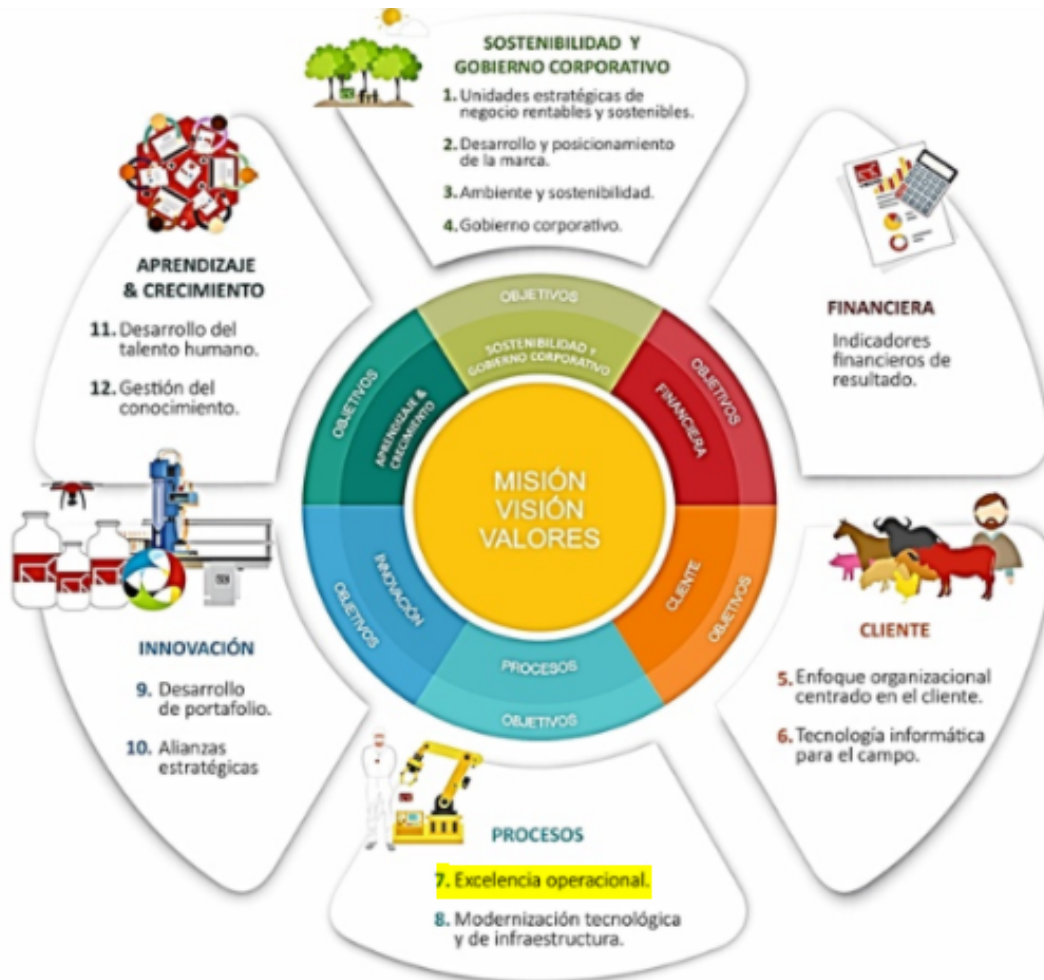 SOSTENIBILIDAD Y
GOBIERNO CORPORATIVO
1. Unidades estratégicas de
negocio rentables y sostenibles.
2. Desarrollo y posicionamiento
de la marca.
3. Ambiente y sostenibilidad.
4. Gobierno corporativo.
FINANCIERA
Indicadores
financieros de
resultado.
CLIENTE
5. Enfoque organizacional
centrado en el cliente.
6. Tecnología informática
para el campo.
PROCESOS
7. Excelencia operacional.
8. Modernización tecnológica
y de infraestructura.
INNOVACIÓN
9. Desarrollo
de portafolio.
10. Alianzas
estratégicas
APRENDIZAJE
& CRECIMIENTO
11. Desarrollo del
talento humano.
12. Gestión del
conocimiento.
OBJETIVOS
SOSTENIBILIDAD Y
GOBIERNO CORPORATIVO
OBJETIVOS
FINANCIERA
OBJETIVOS
CLIENTE
PROCESOS
OBJETIVOS
INNOVACIÓN
OBJETIVOS
OBJETIVOS
APRENDIZAJE &
CRECIMIENTO
MISIÓN
VISIÓN
VALORES